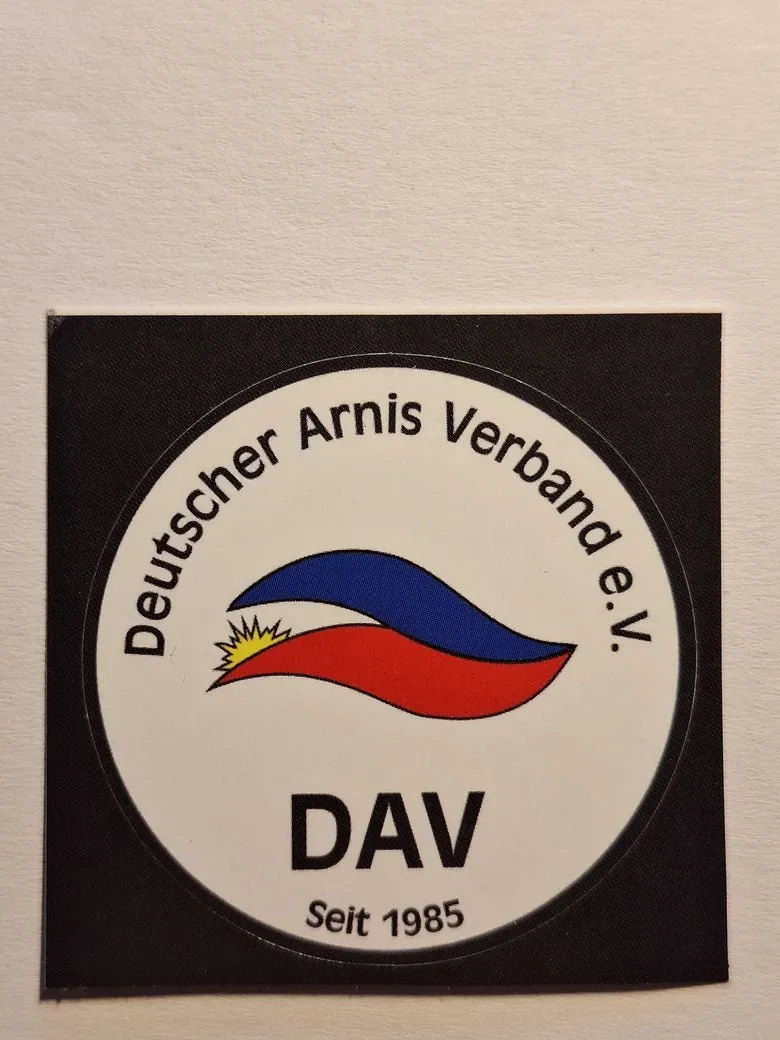 Deutscher Arnis Verband e.V.
DAV
Seit 1985